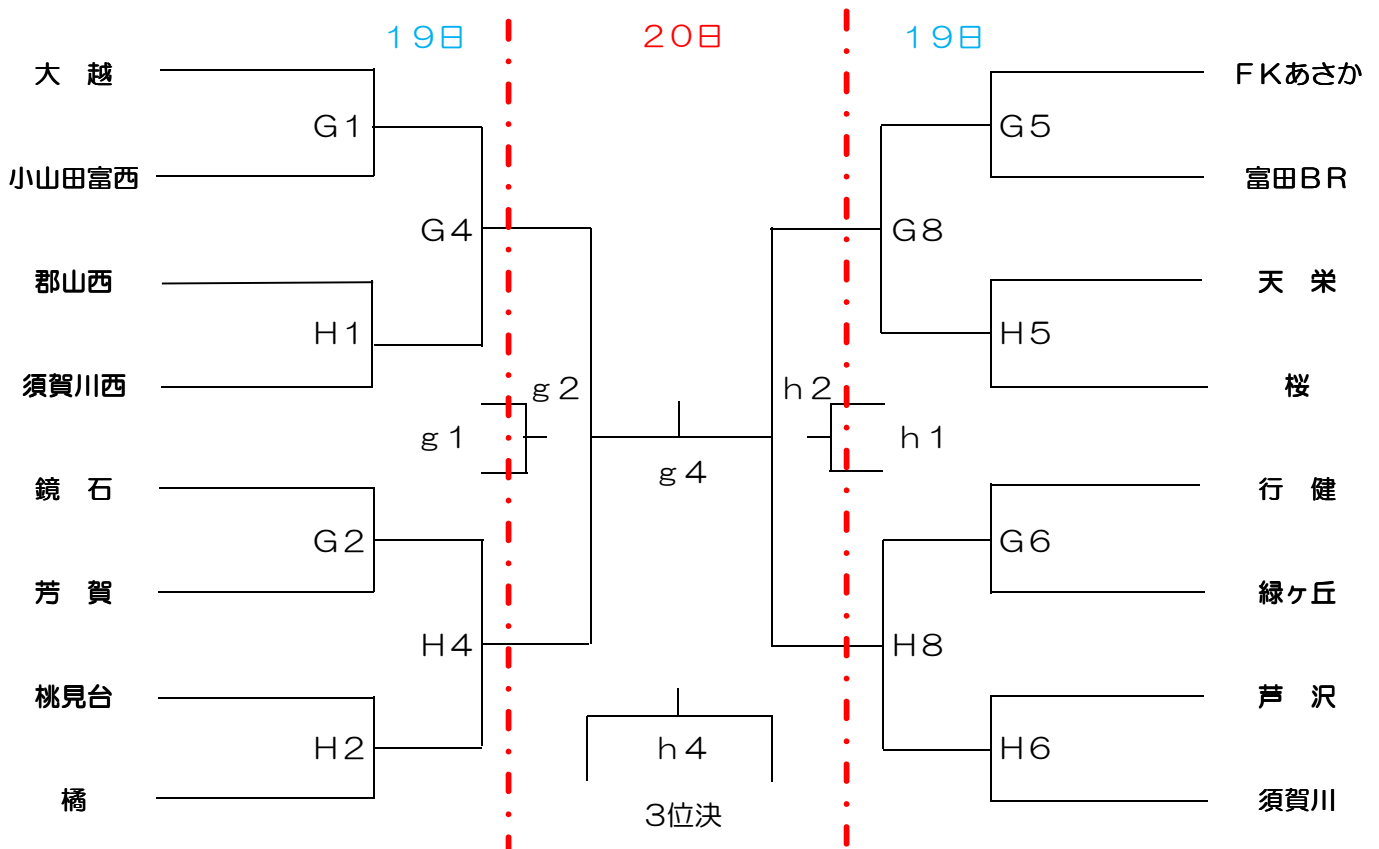 19日
20日
19日
大　越
FKあさか
G1
G5
小山田富西
富田BR
G4
G8
郡山西
天　栄
H1
H5
須賀川西
桜
g2
h2
g1
h1
g4
鏡　石
行　健
G2
G6
芳　賀
緑ヶ丘
H4
H8
桃見台
芦　沢
H2
h4
H6
橘
3位決
須賀川